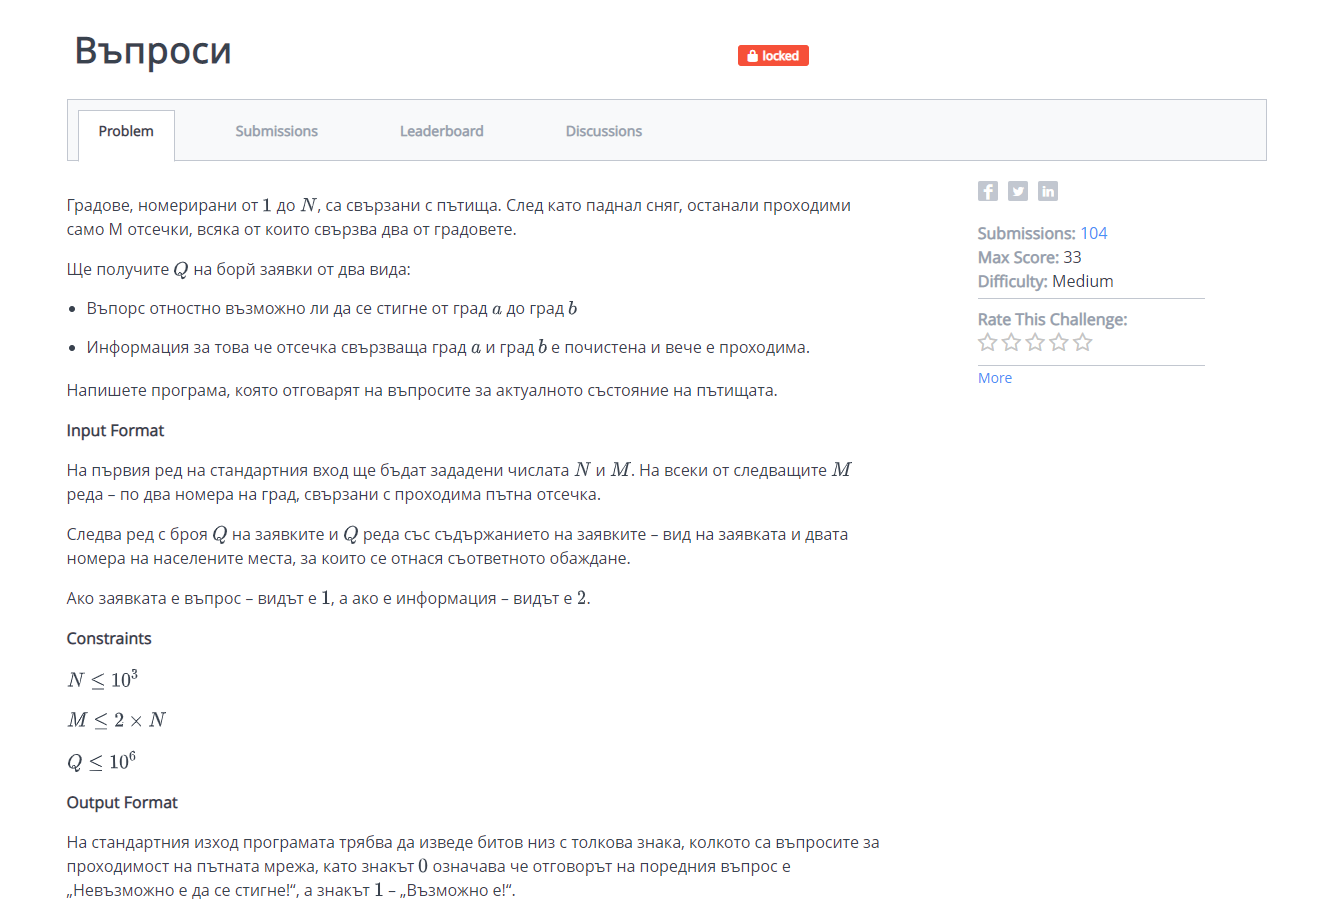 Въпроси
locked
Problem
Submissions
Leaderboard
Discussions
Градове, номерирани от 1 до N, са свързани с пътища. След като паднал сняг, останали проходими
само М отсечки, всяка от които свързва два от градовете.
Ще получите Q на борй заявки от два вида:
• Въпорс отностно възможно ли да се стигне от град a до град b
• Информация за това че отсечка свързваща град a и град b е почистена и вече е проходима.
Напишете програма, която отговарят на въпросите за актуалното състояние на пътищата.
Input Format
На първия ред на стандартния вход ще бъдат зададени числата N и M. На всеки от следващите M
реда – по два номера на град, свързани с проходима пътна отсечка.
Следва ред с броя Q на заявките и Q реда със съдържанието на заявките – вид на заявката и двата
номера на населените места, за които се отнася съответното обаждане.
Ако заявката е въпрос – видът е 1, а ако е информация – видът е 2.
Constraints
N ≤ 10³
M ≤ 2 × N
Q ≤ 10⁶
Output Format
На стандартния изход програмата трябва да изведе битов низ с толкова знака, колкото са въпросите за
проходимост на пътната мрежа, като знакът 0 означава че отговорът на поредния въпрос е
„Невъзможно е да се стигне!“, а знакът 1 – „Възможно е!“.
Submissions: 104
Max Score: 33
Difficulty: Medium
Rate This Challenge:
More